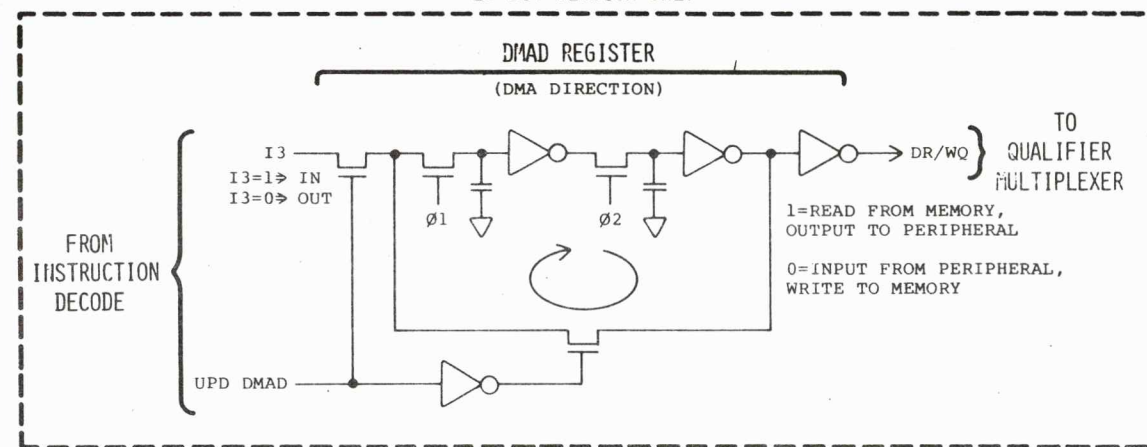 DMAD REGISTER
(DMA DIRECTION)
I3
I3=1⇒ IN
I3=0⇒ OUT
Ø1
Ø2
DR/WQ
TO
QUALIFIER
MULTIPLEXER
1=READ FROM MEMORY,
OUTPUT TO PERIPHERAL
0=INPUT FROM PERIPHERAL,
WRITE TO MEMORY
FROM
INSTRUCTION
DECODE
UPD DMAD